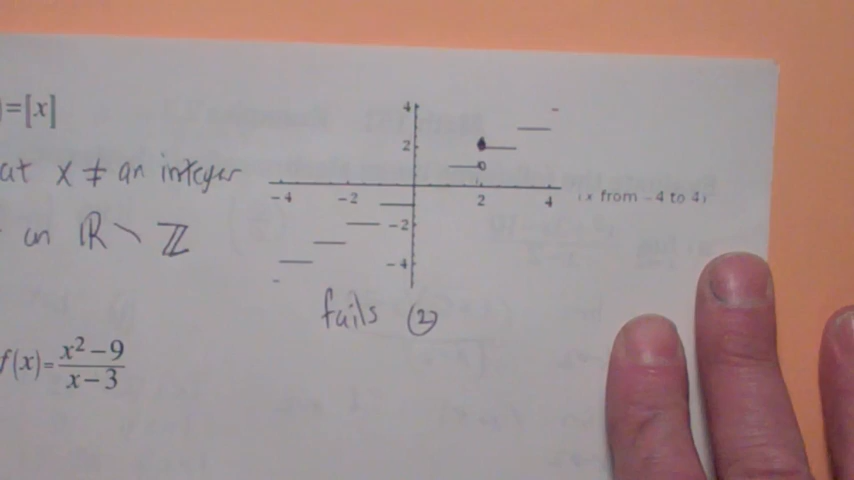 )=[x]
at x ≠ an integer
on ℝ \ ℤ
4
2
-4
-2
2
4
(x from -4 to 4)
-2
-4
fails (2)
f(x)= x²-9 / x-3